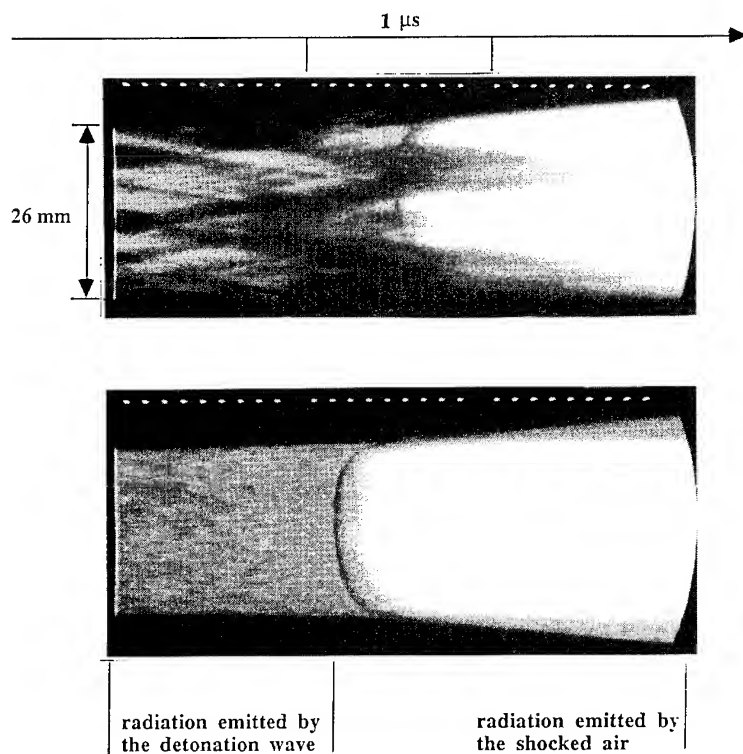 1 μs
26 mm
radiation emitted by
the detonation wave
radiation emitted by
the shocked air